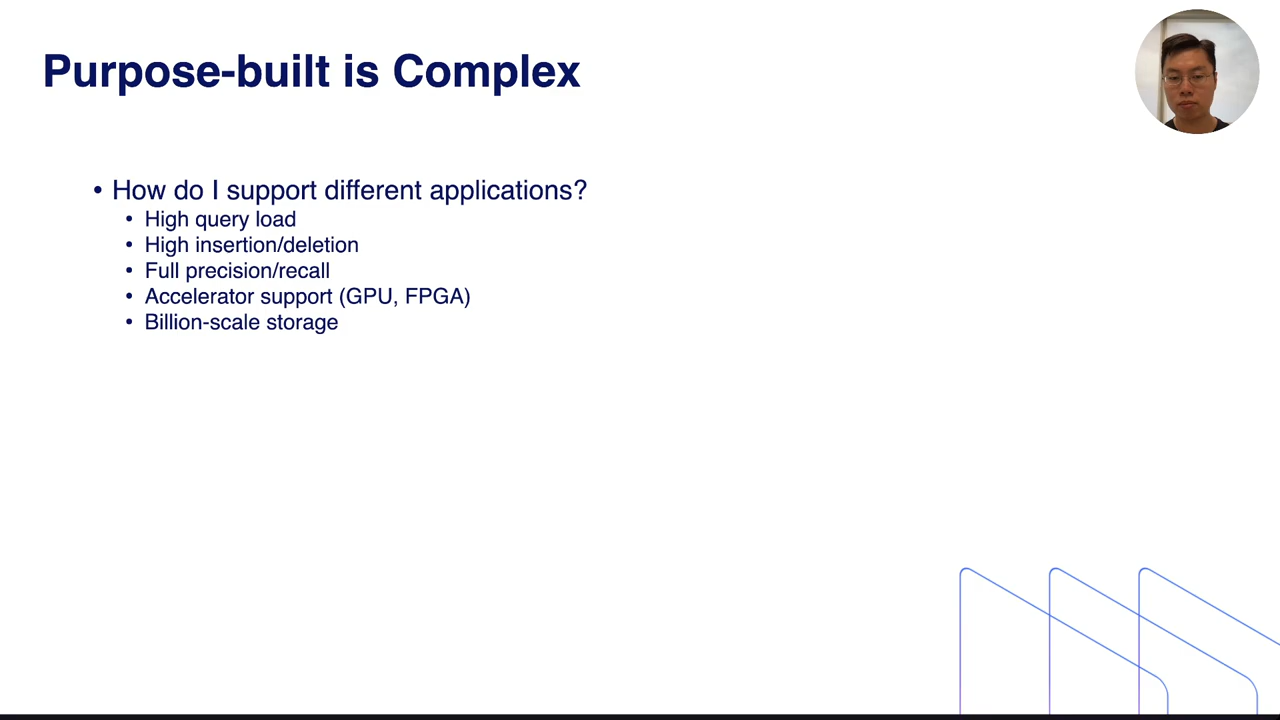 Purpose-built is Complex
• How do I support different applications?
• High query load
• High insertion/deletion
• Full precision/recall
• Accelerator support (GPU, FPGA)
• Billion-scale storage